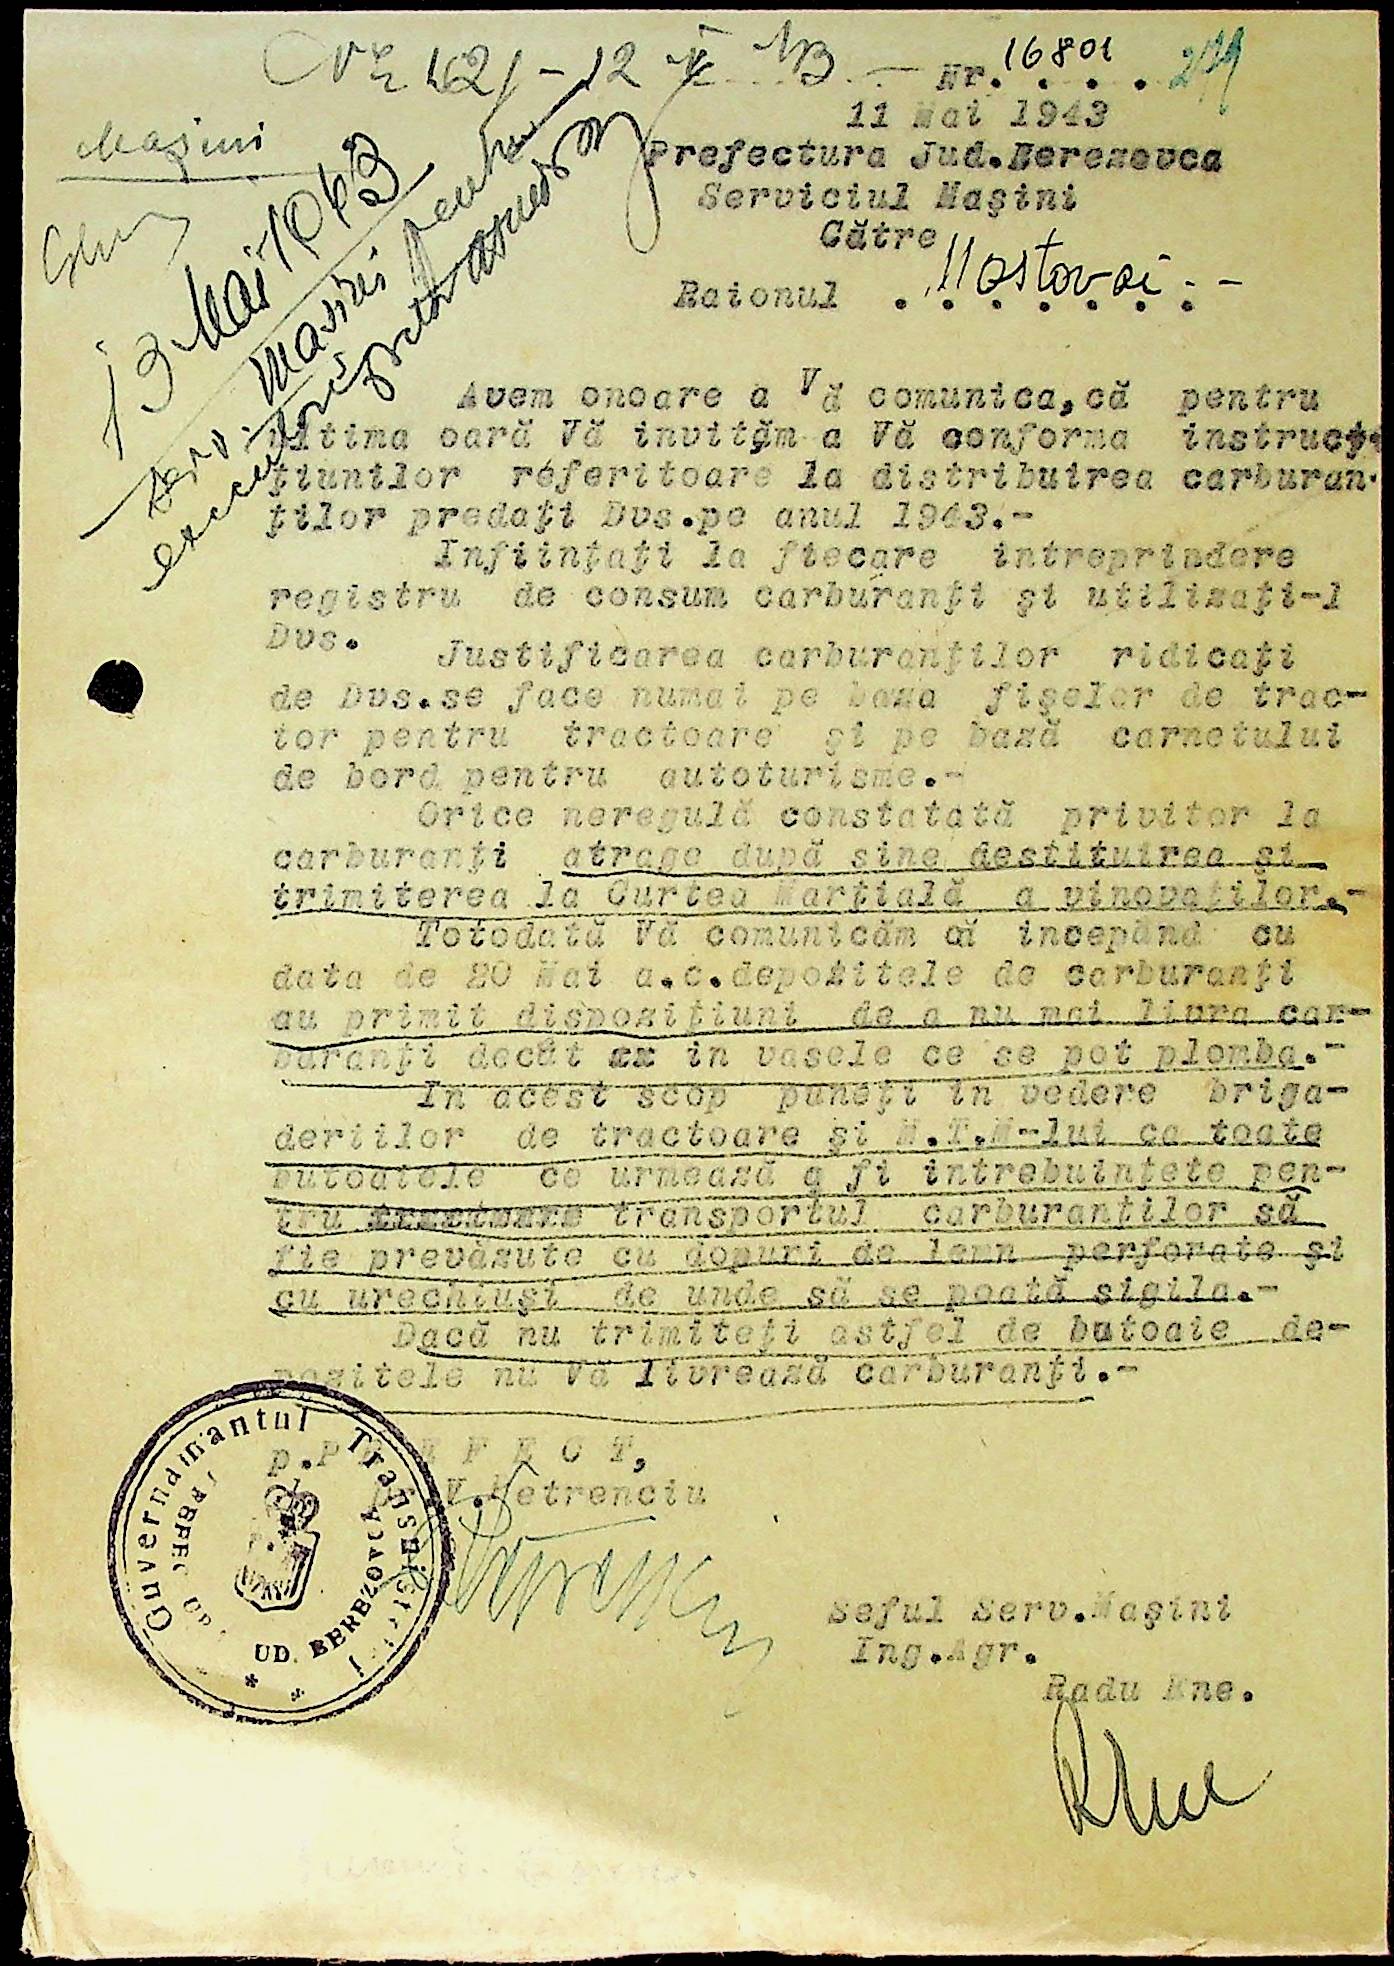 Nr. 16801
11 Mai 1943
Prefectura Jud.Berezovca
Serviciul Maşini
Către
Raionul Mostovoi.-
Maşini
13 Mai 1943
Serv. Masini pentru
Avem onoare a Vă comunica,că pentru
ultima oară Vă invităm a Vă conforma instrucţ-
ţiunilor referitoare la distribuirea carburan-
ţilor predaţi Dvs.pe anul 1943.-
Infiinţaţi la fiecare intreprindere
registru de consum carburanţi şi utilizaţi-l
Dvs.
Justificarea carburanţilor ridicaţi
de Dvs.se face numai pe baza fişelor de trac-
tor pentru tractoare şi pe bază carnetului
de bord pentru autoturisme.-
Orice neregulă constatată privitor la
carburanţi atrage după sine destituirea şi
trimiterea la Curtea Marţială a vinovaţilor.-
Totodată Vă comunicăm că incepând cu
data de 20 Mai a.c.depozitele de carburanţi
au primit dispoziţiuni de a nu mai livra car-
buranţi decât in vasele ce se pot plomba.-
In acest scop puneţi in vedere briga-
deriilor de tractoare şi M.T.M-lui ca toate
butoaiele ce urmează a fi intrebuinţete pen-
tru transportul carburanţilor să
fie prevăzute cu dopuri de lemn perforate şi
cu urechiuşi de unde să se poată sigila.-
Dacă nu trimiteţi astfel de butoaie de-
pozitele nu Vă livrează carburanţi.-
p.PREFECT,
V.Petrenciu
Guvernământul Transnistriei
PREFEC
UD. BEREZOVCA
Seful Serv.Maşini
Ing.Agr.
Radu Ene.